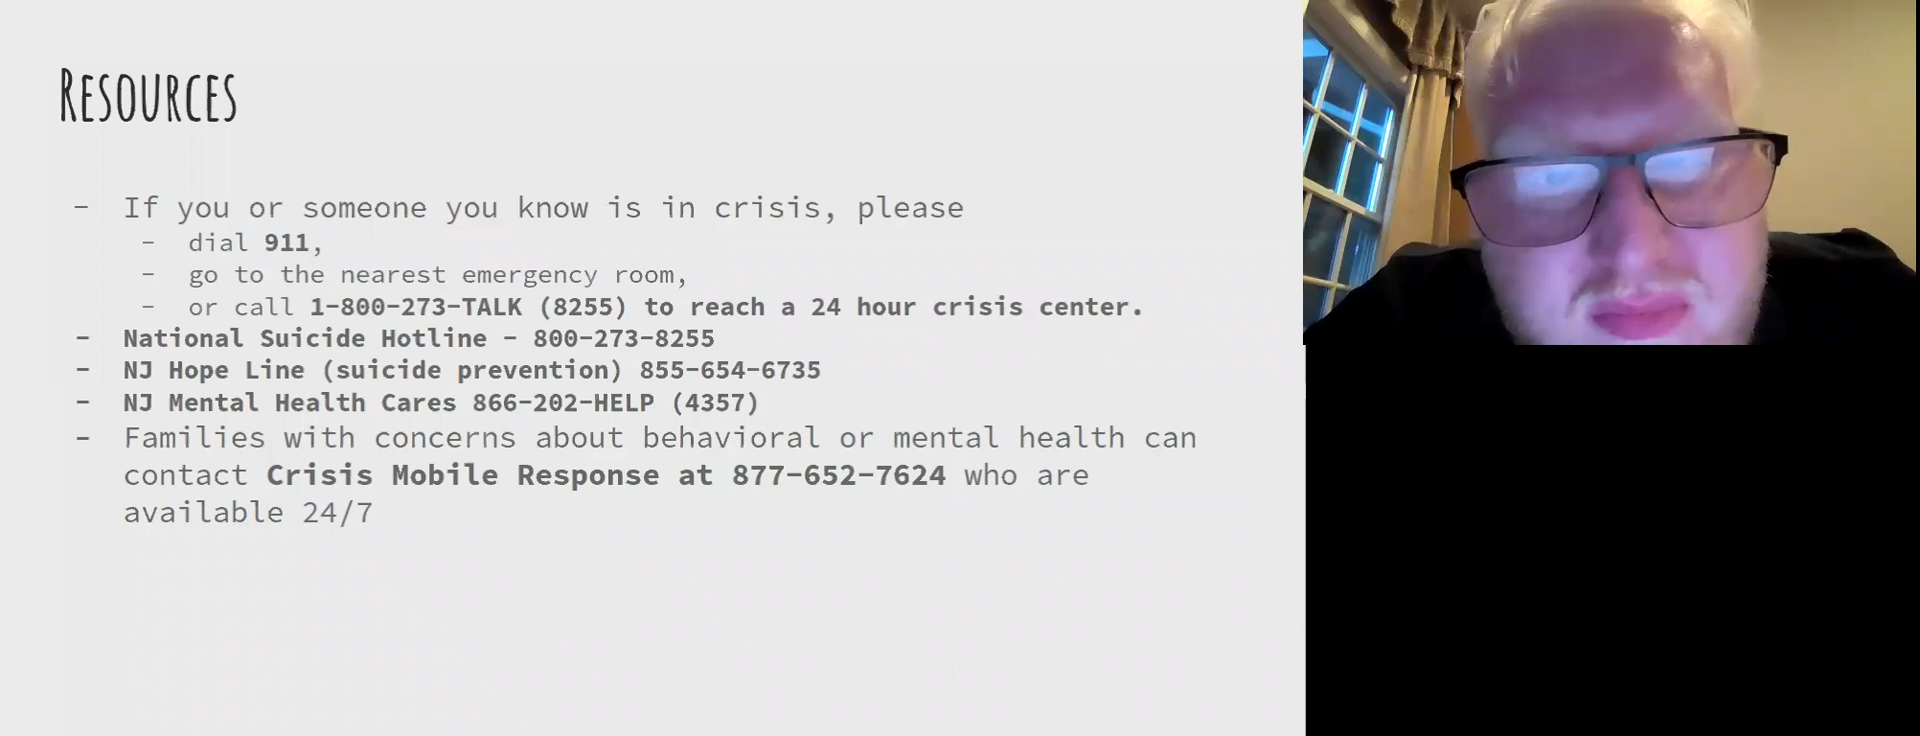 Resources
- If you or someone you know is in crisis, please
- dial 911,
- go to the nearest emergency room,
- or call 1-800-273-TALK (8255) to reach a 24 hour crisis center.
- National Suicide Hotline - 800-273-8255
- NJ Hope Line (suicide prevention) 855-654-6735
- NJ Mental Health Cares 866-202-HELP (4357)
- Families with concerns about behavioral or mental health can
contact Crisis Mobile Response at 877-652-7624 who are
available 24/7